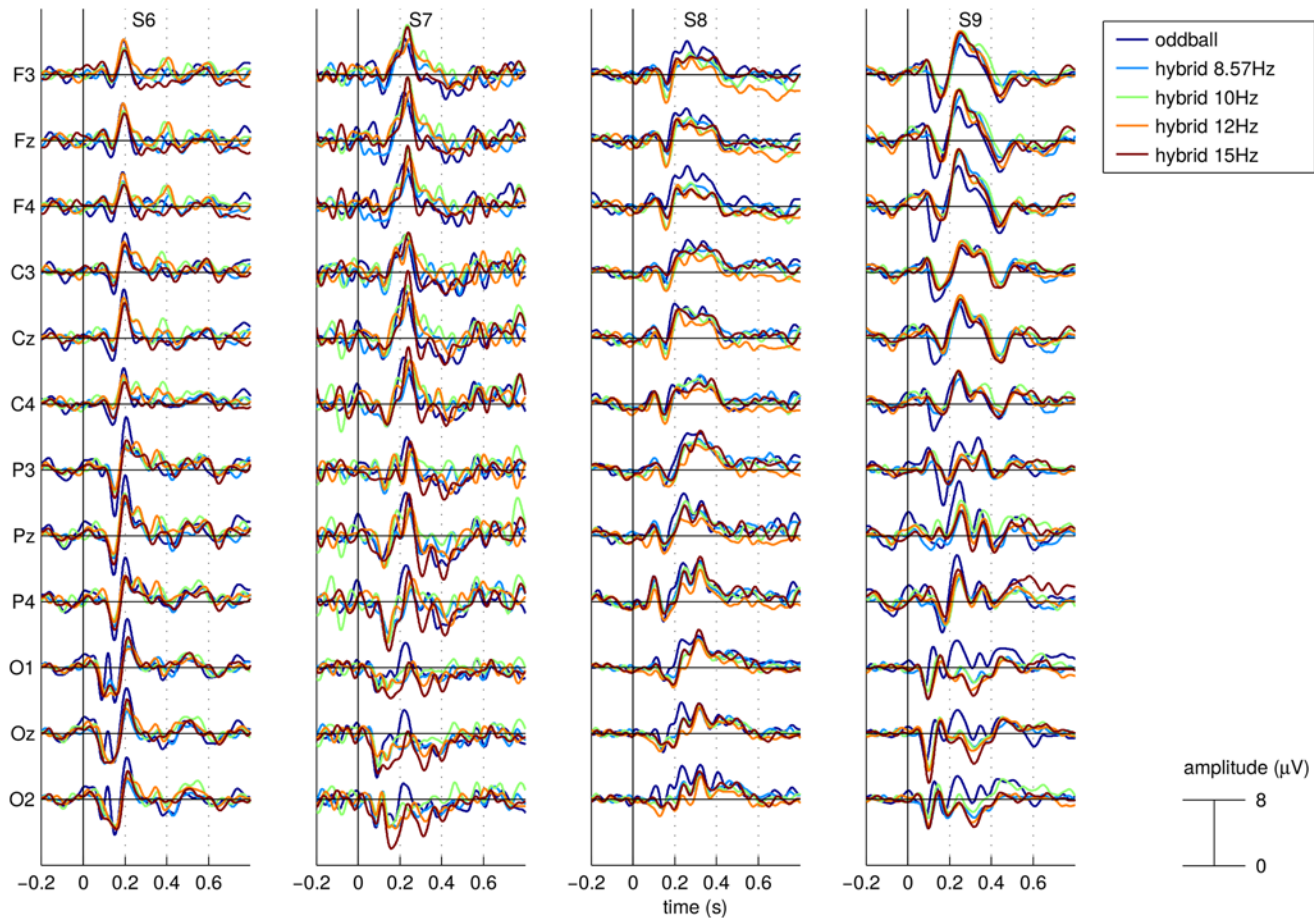 S6 S7 S8 S9
oddball
hybrid 8.57Hz
hybrid 10Hz
hybrid 12Hz
hybrid 15Hz
F3
Fz
F4
C3
Cz
C4
P3
Pz
P4
O1
Oz
O2
amplitude (μV)
8
0
−0.2 0 0.2 0.4 0.6 −0.2 0 0.2 0.4 0.6 −0.2 0 0.2 0.4 0.6 −0.2 0 0.2 0.4 0.6
time (s)